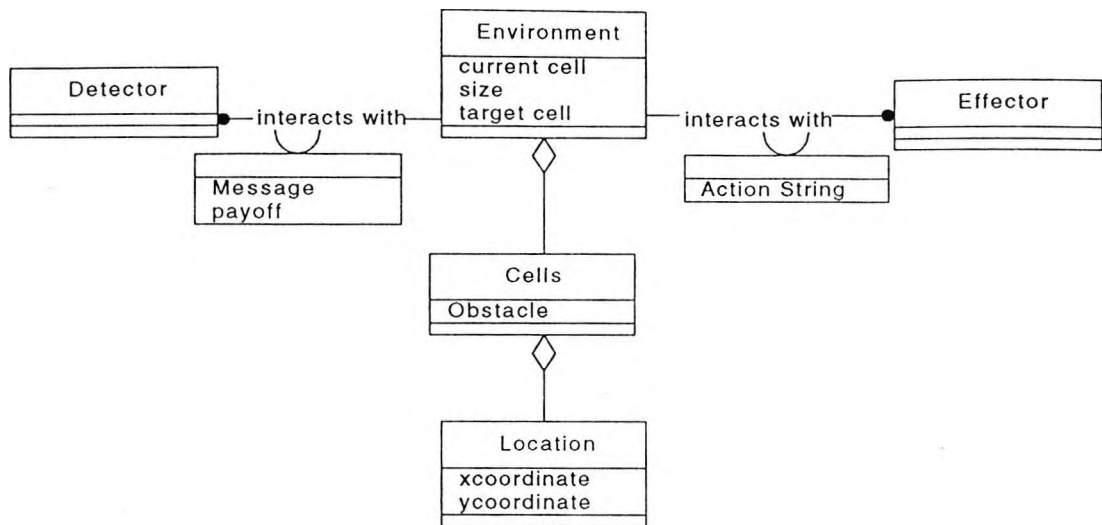 Environment
current cell
size
target cell
Detector
interacts with
Message
payoff
Effector
interacts with
Action String
Cells
Obstacle
Location
xcoordinate
ycoordinate